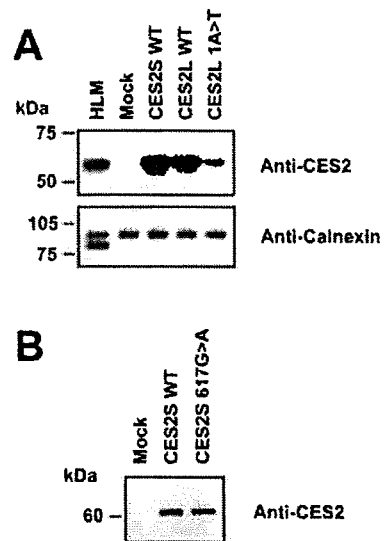 A
kDa
HLM
Mock
CES2S WT
CES2L WT
CES2L 1A>T
75
50
Anti-CES2
105
75
Anti-Calnexin
B
kDa
Mock
CES2S WT
CES2S 617G>A
60
Anti-CES2